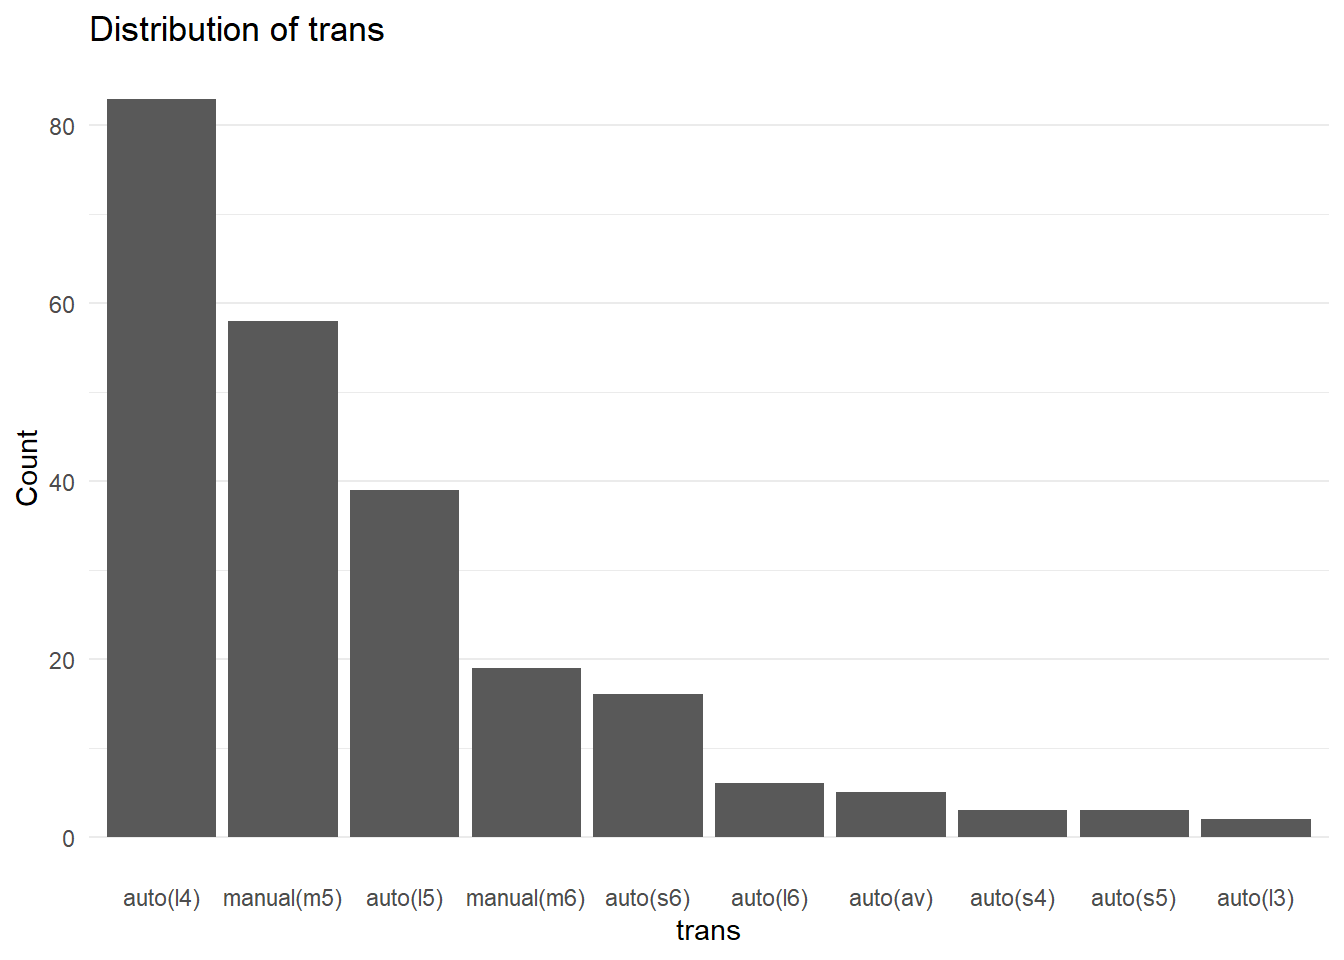 Distribution of trans
80
60
40
20
0
Count
auto(l4) manual(m5) auto(l5) manual(m6) auto(s6) auto(l6) auto(av) auto(s4) auto(s5) auto(l3)
trans